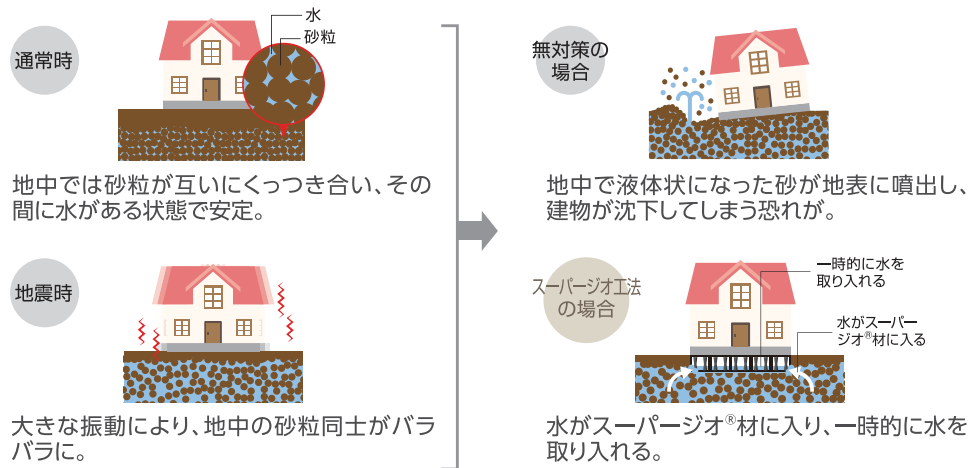 通常時
水
砂粒
地中では砂粒が互いにくっつき合い、その
間に水がある状態で安定。
地震時
大きな振動により、地中の砂粒同士がバラ
バラに。
無対策の
場合
地中で液体状になった砂が地表に噴出し、
建物が沈下してしまう恐れが。
スーパージオ工法
の場合
一時的に水を
取り入れる
水がスーパー
ジオ®材に入る
水がスーパージオ®材に入り、一時的に水を
取り入れる。